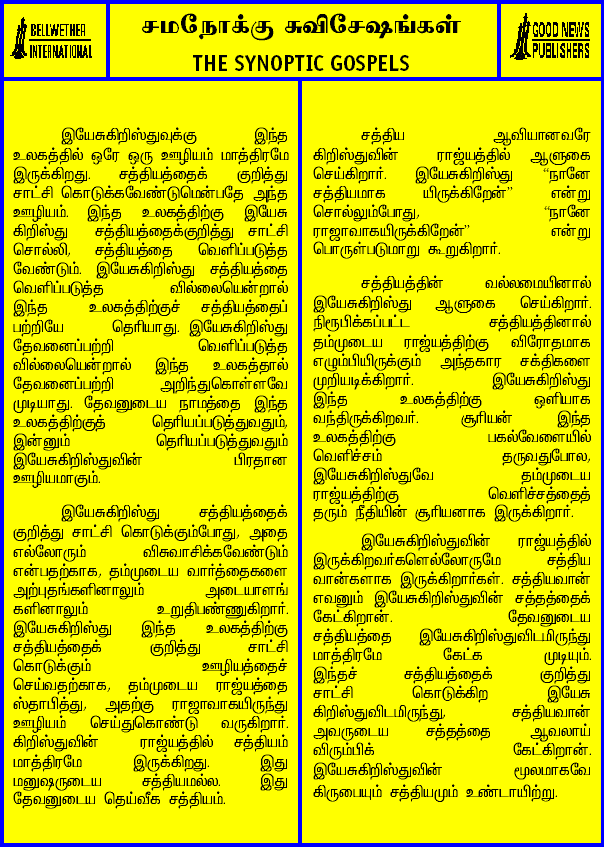 BELLWETHER
INTERNATIONAL
சமநோக்கு சுவிசேஷங்கள்
THE SYNOPTIC GOSPELS
GOOD NEWS
PUBLISHERS
இயேசுகிறிஸ்துவுக்கு இந்த
உலகத்தில் ஒரே ஒரு ஊழியம் மாத்திரமே
இருக்கிறது. சத்தியத்தைக் குறித்து
சாட்சி கொடுக்கவேண்டுமென்பதே அந்த
ஊழியம். இந்த உலகத்திற்கு இயேசு
கிறிஸ்து சத்தியத்தைக்குறித்து சாட்சி
சொல்லி, சத்தியத்தை வெளிப்படுத்த
வேண்டும். இயேசுகிறிஸ்து சத்தியத்தை
வெளிப்படுத்த வில்லையென்றால்
இந்த உலகத்திற்குச் சத்தியத்தைப்
பற்றியே தெரியாது. இயேசுகிறிஸ்து
தேவனைப்பற்றி வெளிப்படுத்த
வில்லையென்றால் இந்த உலகத்தால்
தேவனைப்பற்றி அறிந்துகொள்ளவே
முடியாது. தேவனுடைய நாமத்தை இந்த
உலகத்திற்குத் தெரியப்படுத்துவதும்,
இன்னும் தெரியப்படுத்துவதும்
இயேசுகிறிஸ்துவின் பிரதான
ஊழியமாகும்.
இயேசுகிறிஸ்து சத்தியத்தைக்
குறித்து சாட்சி கொடுக்கும்போது, அதை
எல்லோரும் விசுவாசிக்கவேண்டும்
என்பதற்காக, தம்முடைய வார்த்தைகளை
அற்புதங்களினாலும் அடையாளங்
களினாலும் உறுதிபண்ணுகிறார்.
இயேசுகிறிஸ்து இந்த உலகத்திற்கு
சத்தியத்தைக் குறித்து சாட்சி
கொடுக்கும் ஊழியத்தைச்
செய்வதற்காக, தம்முடைய ராஜ்யத்தை
ஸ்தாபித்து, அதற்கு ராஜாவாகயிருந்து
ஊழியம் செய்துகொண்டு வருகிறார்.
கிறிஸ்துவின் ராஜ்யத்தில் சத்தியம்
மாத்திரமே இருக்கிறது. இது
மனுஷருடைய சத்தியமல்ல. இது
தேவனுடைய தெய்வீக சத்தியம்.
சத்திய ஆவியானவரே
கிறிஸ்துவின் ராஜ்யத்தில் ஆளுகை
செய்கிறார். இயேசுகிறிஸ்து “நானே
சத்தியமாக யிருக்கிறேன்” என்று
சொல்லும்போது, “நானே
ராஜாவாகயிருக்கிறேன்” என்று
பொருள்படுமாறு கூறுகிறார்.
சத்தியத்தின் வல்லமையினால்
இயேசுகிறிஸ்து ஆளுகை செய்கிறார்.
நிரூபிக்கப்பட்ட சத்தியத்தினால்
தம்முடைய ராஜ்யத்திற்கு விரோதமாக
எழும்பியிருக்கும் அந்தகார சக்திகளை
முறியடிக்கிறார். இயேசுகிறிஸ்து
இந்த உலகத்திற்கு ஒளியாக
வந்திருக்கிறவர். சூரியன் இந்த
உலகத்திற்கு பகல்வேளையில்
வெளிச்சம் தருவதுபோல,
இயேசுகிறிஸ்துவே தம்முடைய
ராஜ்யத்திற்கு வெளிச்சத்தைத்
தரும் நீதியின் சூரியனாக இருக்கிறார்.
இயேசுகிறிஸ்துவின் ராஜ்யத்தில்
இருக்கிறவர்களெல்லோருமே சத்திய
வான்களாக இருக்கிறார்கள். சத்தியவான்
எவனும் இயேசுகிறிஸ்துவின் சத்தத்தைக்
கேட்கிறான். தேவனுடைய
சத்தியத்தை இயேசுகிறிஸ்துவிடமிருந்து
மாத்திரமே கேட்க முடியும்.
இந்தச் சத்தியத்தைக் குறித்து
சாட்சி கொடுக்கிற இயேசு
கிறிஸ்துவிடமிருந்து, சத்தியவான்
அவருடைய சத்தத்தை ஆவலாய்
விரும்பிக் கேட்கிறான்.
இயேசுகிறிஸ்துவின் மூலமாகவே
கிருபையும் சத்தியமும் உண்டாயிற்று.